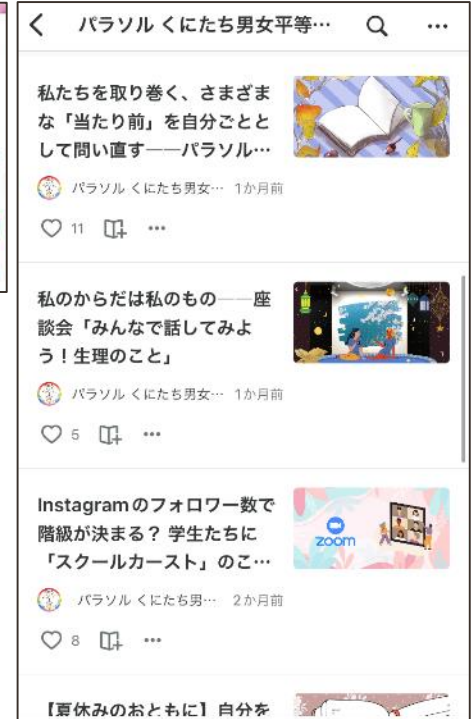 パラソル くにたち男女平等…
私たちを取り巻く、さまざま
な「当たり前」を自分ごとと
して問い直す——パラソル…
パラソル くにたち男女… 1か月前
11
私のからだは私のもの——座
談会「みんなで話してみよ
う！生理のこと」
パラソル くにたち男女… 1か月前
5
Instagramのフォロワー数で
階級が決まる？ 学生たちに
「スクールカースト」のこ…
zoom
パラソル くにたち男… 2か月前
8
【夏休みのおともに】自分を